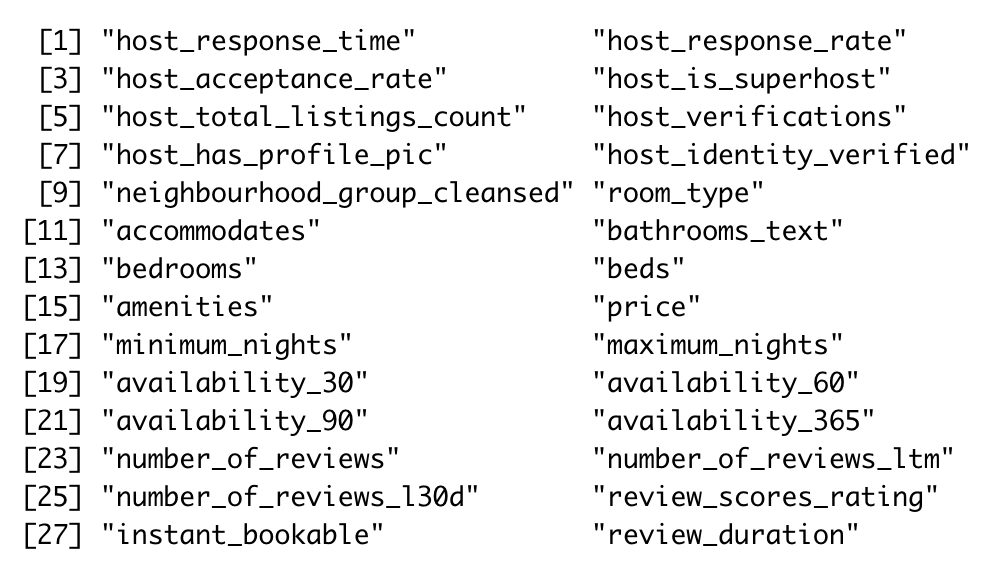 [1] "host_response_time" "host_response_rate"
[3] "host_acceptance_rate" "host_is_superhost"
[5] "host_total_listings_count" "host_verifications"
[7] "host_has_profile_pic" "host_identity_verified"
[9] "neighbourhood_group_cleansed" "room_type"
[11] "accommodates" "bathrooms_text"
[13] "bedrooms" "beds"
[15] "amenities" "price"
[17] "minimum_nights" "maximum_nights"
[19] "availability_30" "availability_60"
[21] "availability_90" "availability_365"
[23] "number_of_reviews" "number_of_reviews_ltm"
[25] "number_of_reviews_l30d" "review_scores_rating"
[27] "instant_bookable" "review_duration"